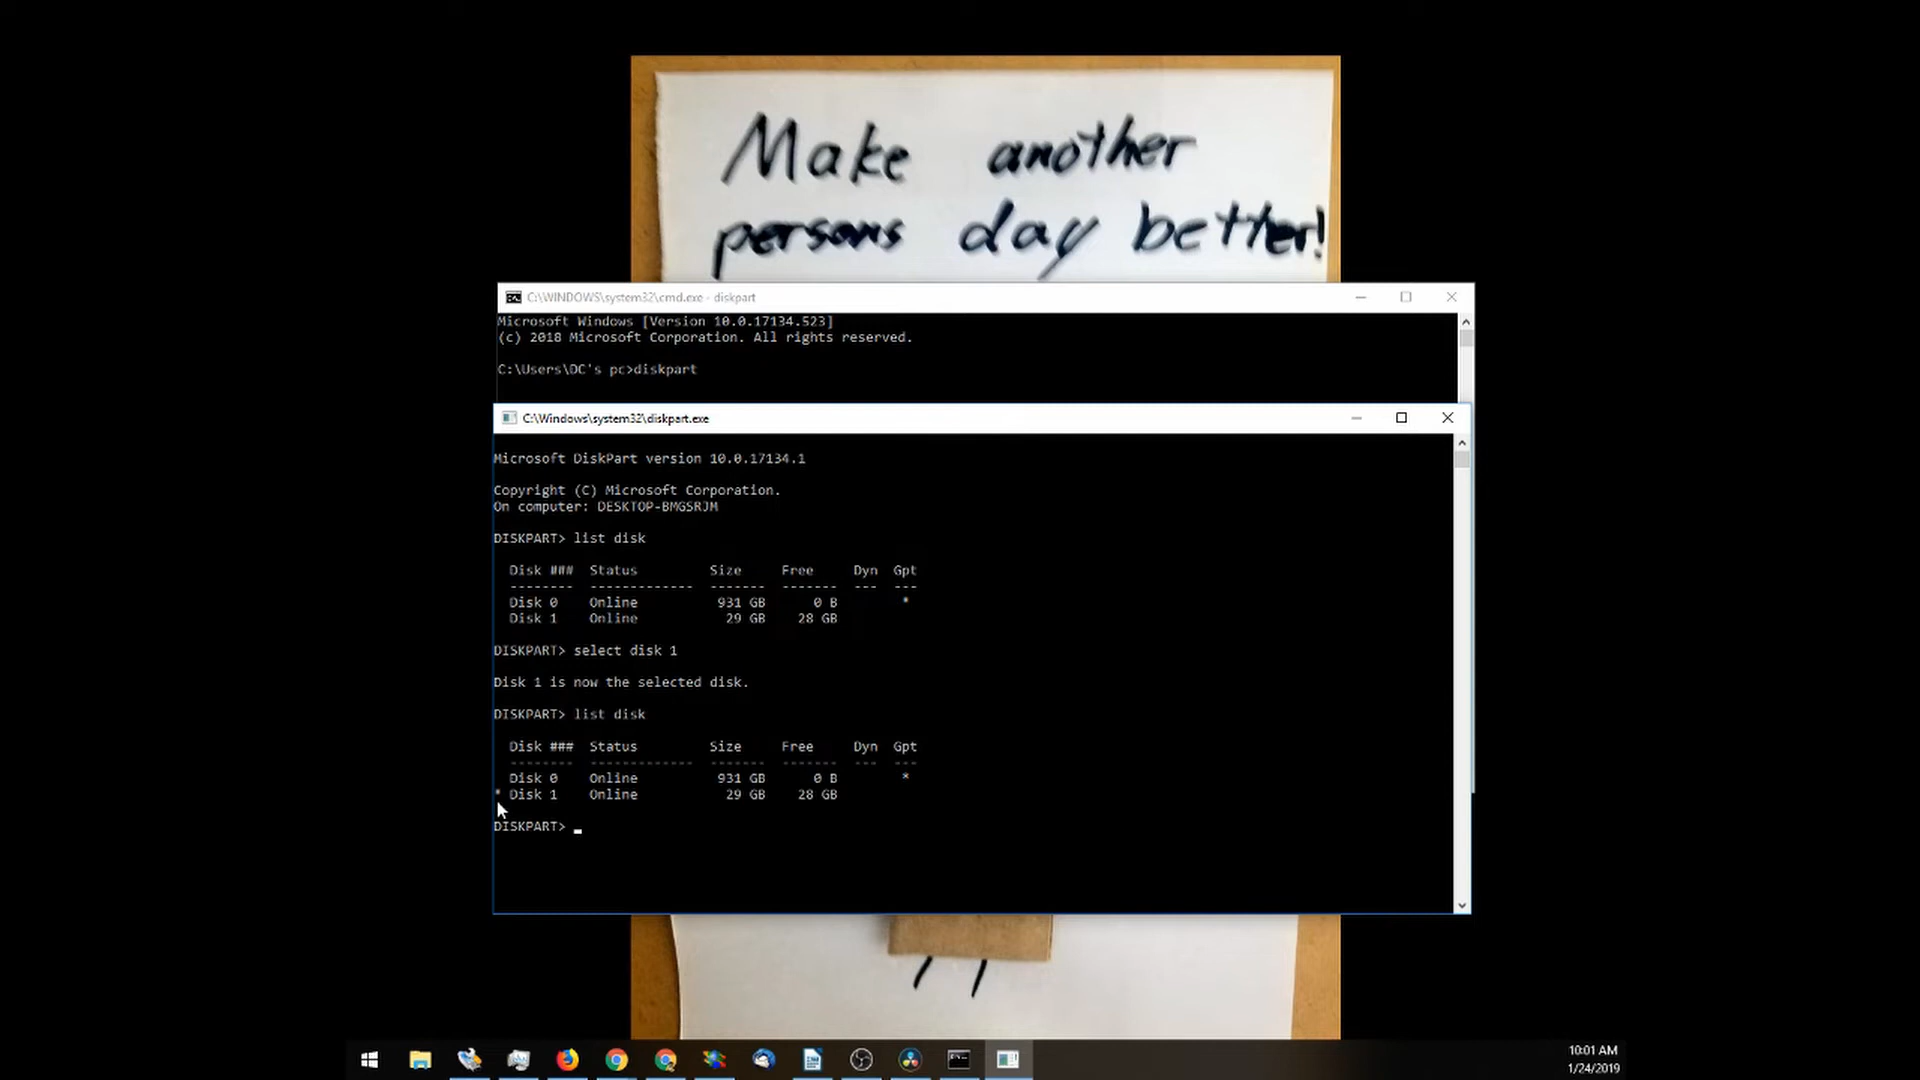 Make another
persons day better!
C:\WINDOWS\system32\cmd.exe - diskpart
Microsoft Windows [Version 10.0.17134.523]
(c) 2018 Microsoft Corporation. All rights reserved.
C:\Users\DC's pc>diskpart
C:\Windows\system32\diskpart.exe
Microsoft DiskPart version 10.0.17134.1
Copyright (C) Microsoft Corporation.
On computer: DESKTOP-BMGSRJM
DISKPART> list disk
Disk ### Status Size Free Dyn Gpt
-------- ------------- ------- ------- --- ---
Disk 0 Online 931 GB 0 B *
Disk 1 Online 29 GB 28 GB
DISKPART> select disk 1
Disk 1 is now the selected disk.
DISKPART> list disk
Disk ### Status Size Free Dyn Gpt
-------- ------------- ------- ------- --- ---
Disk 0 Online 931 GB 0 B *
* Disk 1 Online 29 GB 28 GB
DISKPART> _
10:01 AM
1/24/2019